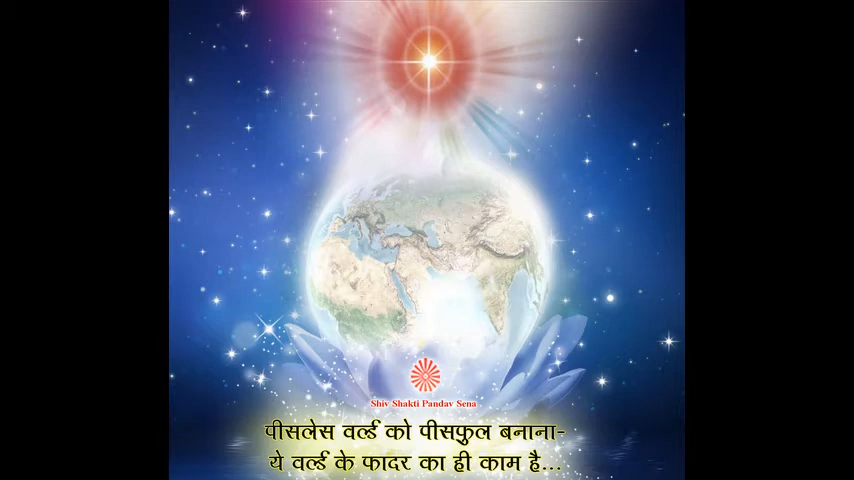 Shiv Shakti Pandav Sena
पीसलेस वर्ल्ड को पीसफुल बनाना-
ये वर्ल्ड के फादर का ही काम है...